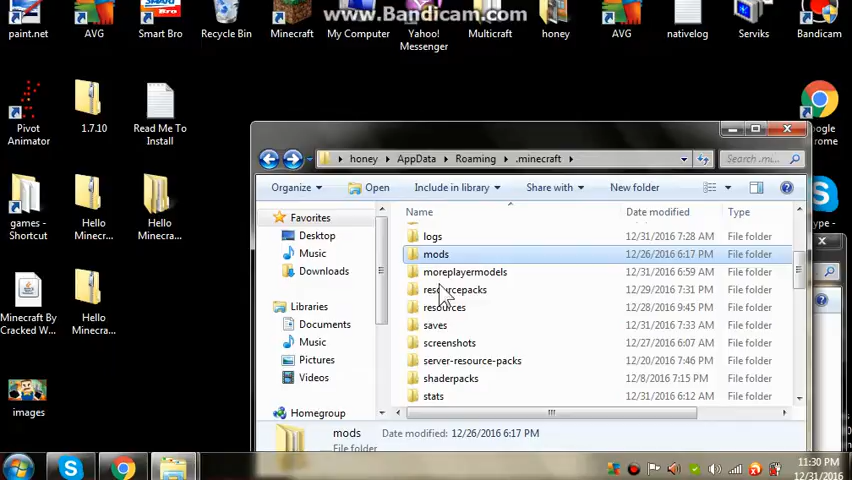 www.Bandicam.com
paint.net
AVG
Smart Bro
Recycle Bin
Minecraft
My Computer
Yahoo! Messenger
Multicraft
honey
AVG
nativelog
Serviks
Bandicam
Pivot Animator
1.7.10
Read Me To Install
oogle
hrome
games - Shortcut
Hello Minecr...
Hello Minecra...
Minecraft By Cracked W...
Hello Minecra...
images
honey
AppData
Roaming
.minecraft
Search .mi...
Organize
Open
Include in library
Share with
New folder
Name
Date modified
Type
Favorites
Desktop
Music
Downloads
Libraries
Documents
Music
Pictures
Videos
Homegroup
logs 12/31/2016 7:28 AM File folder
mods 12/26/2016 6:17 PM File folder
moreplayermodels 12/31/2016 6:59 AM File folder
resourcepacks 12/29/2016 7:31 PM File folder
resources 12/28/2016 9:45 PM File folder
saves 12/31/2016 7:33 AM File folder
screenshots 12/27/2016 6:07 AM File folder
server-resource-packs 12/20/2016 7:46 PM File folder
shaderpacks 12/8/2016 7:15 PM File folder
stats 12/31/2016 6:12 AM File folder
mods Date modified: 12/26/2016 6:17 PM
File folder
11:30 PM
12/31/2016